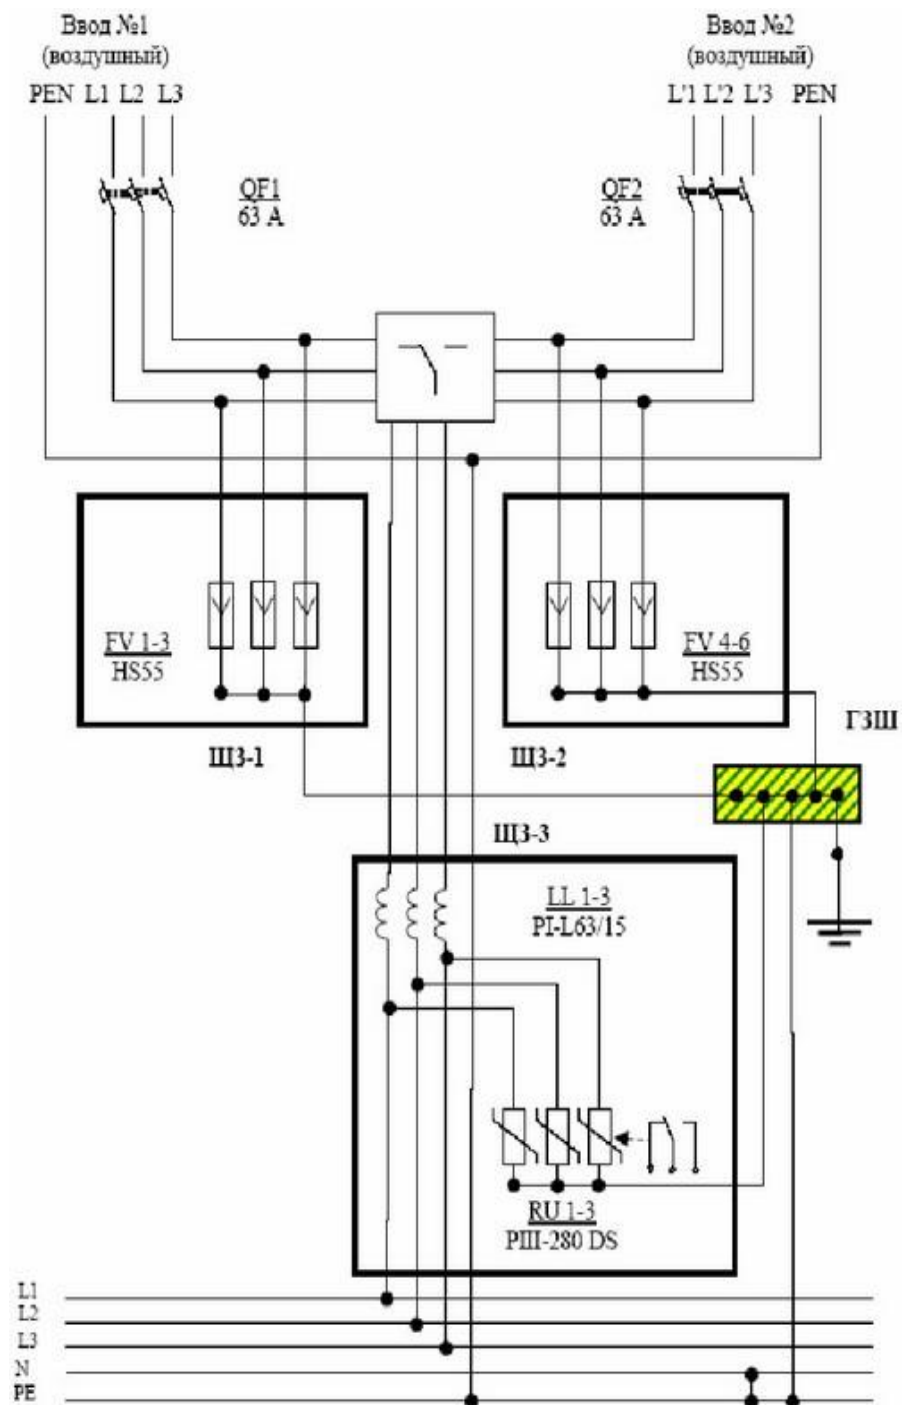 Ввод №1
(воздушный)
PEN L1 L2 L3
Ввод №2
(воздушный)
L'1 L'2 L'3 PEN
QF1
63 А
QF2
63 А
FV 1-3
HS55
FV 4-6
HS55
ГЗШ
ЩЗ-1
ЩЗ-2
ЩЗ-3
LL 1-3
PI-L63/15
RU 1-3
PIII-280 DS
L1
L2
L3
N
PE